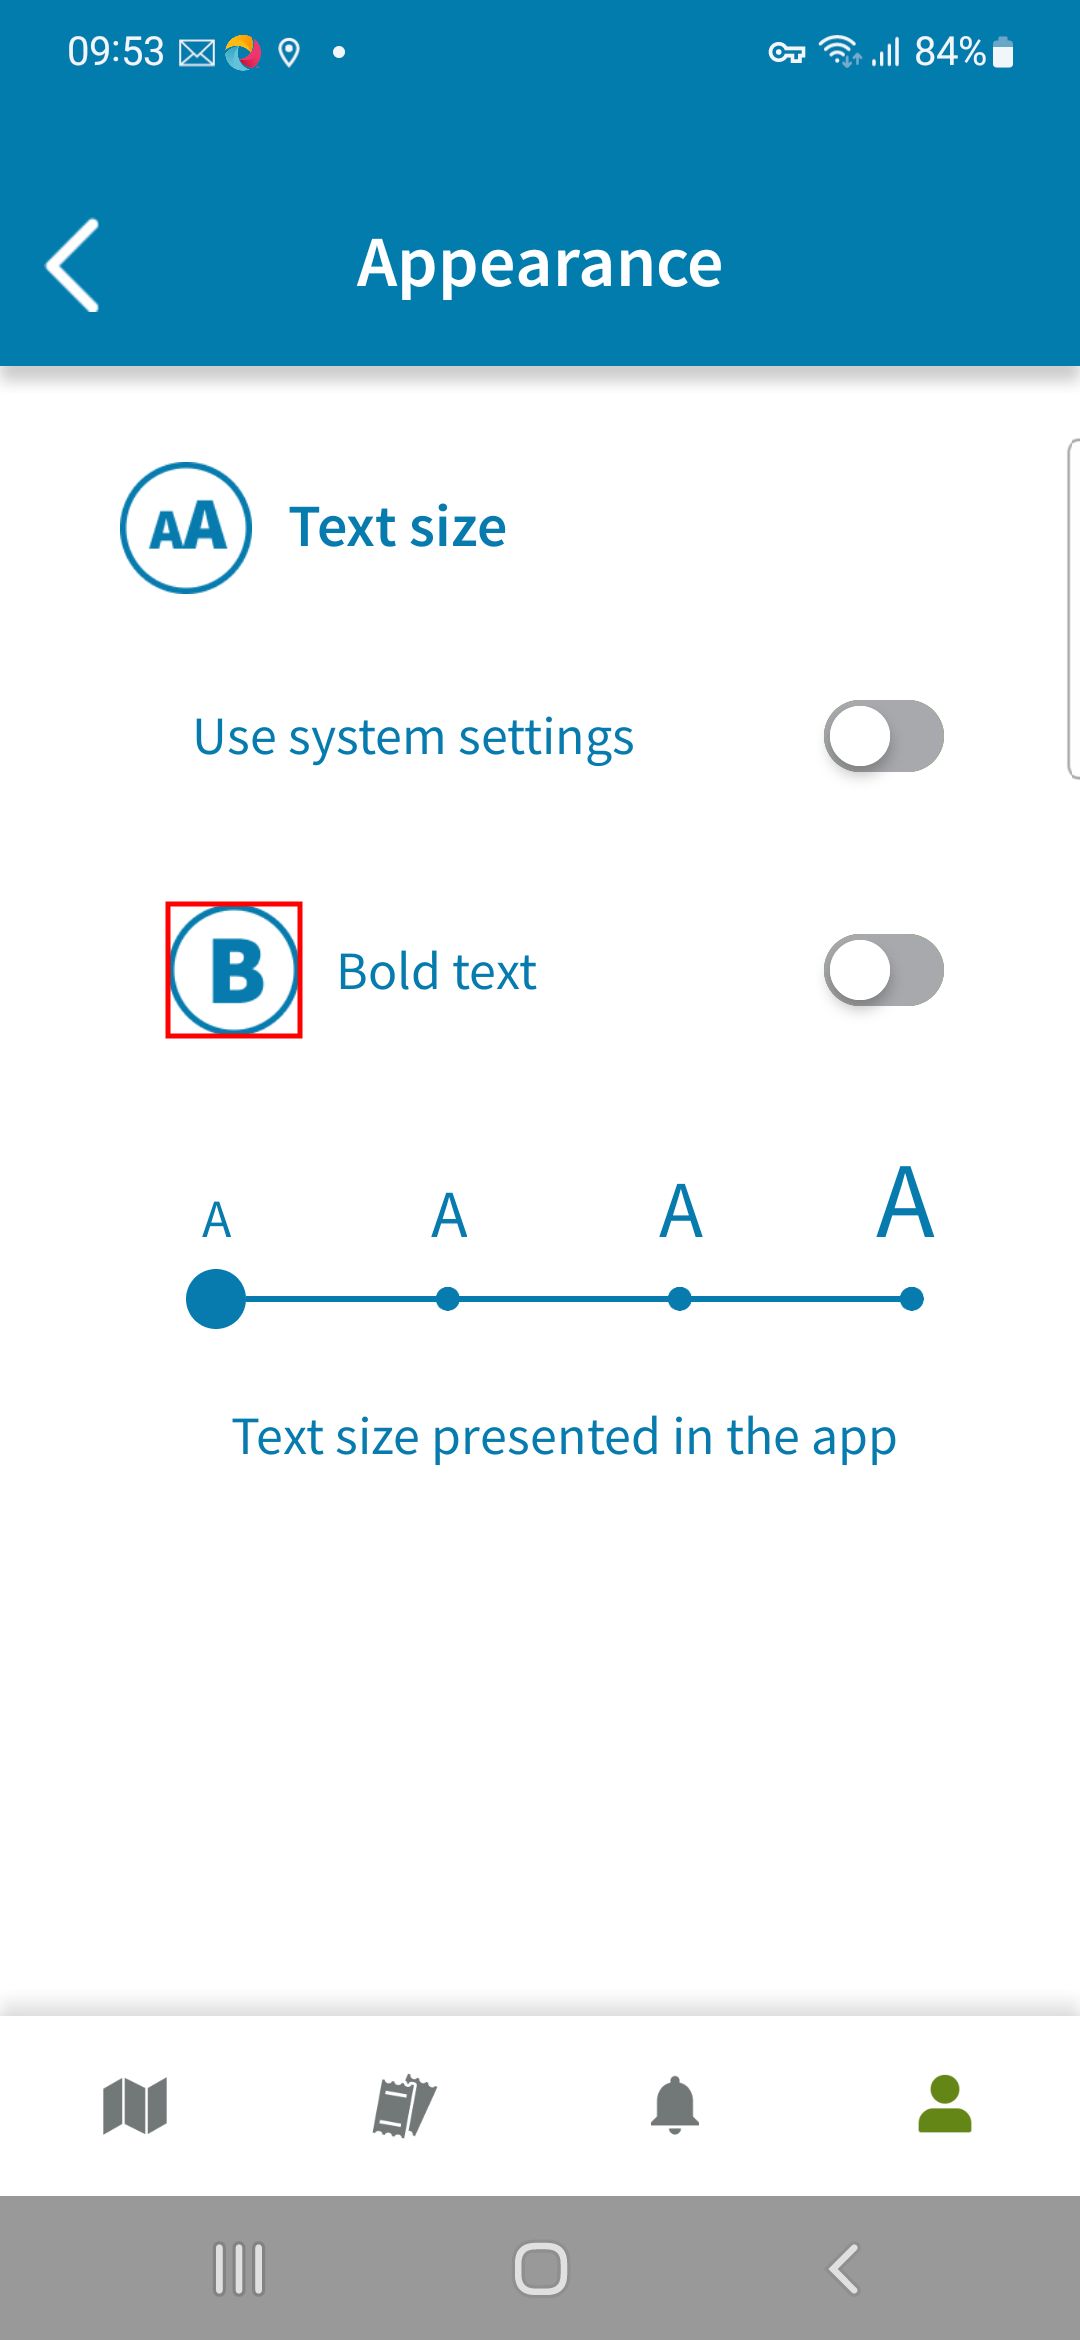 09:53 84%
Appearance
AA Text size
Use system settings
B Bold text
A A A A
Text size presented in the app